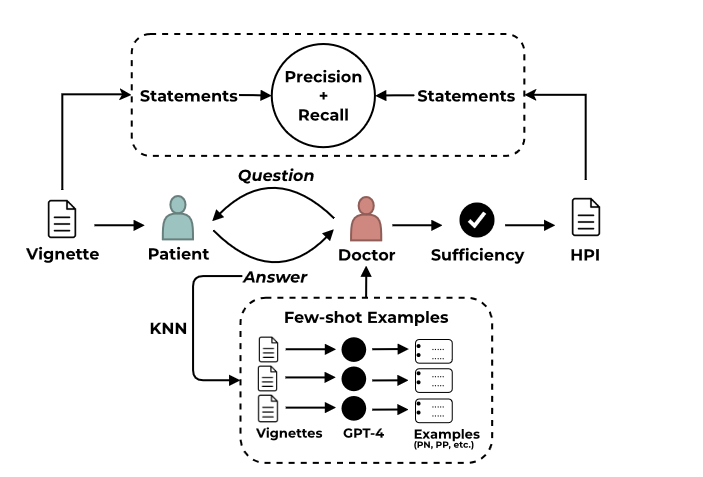 Precision
+
Recall
Statements
Statements
Question
Vignette
Patient
Doctor
Sufficiency
HPI
Answer
KNN
Few-shot Examples
Vignettes
GPT-4
Examples
(PN, PP, etc.)